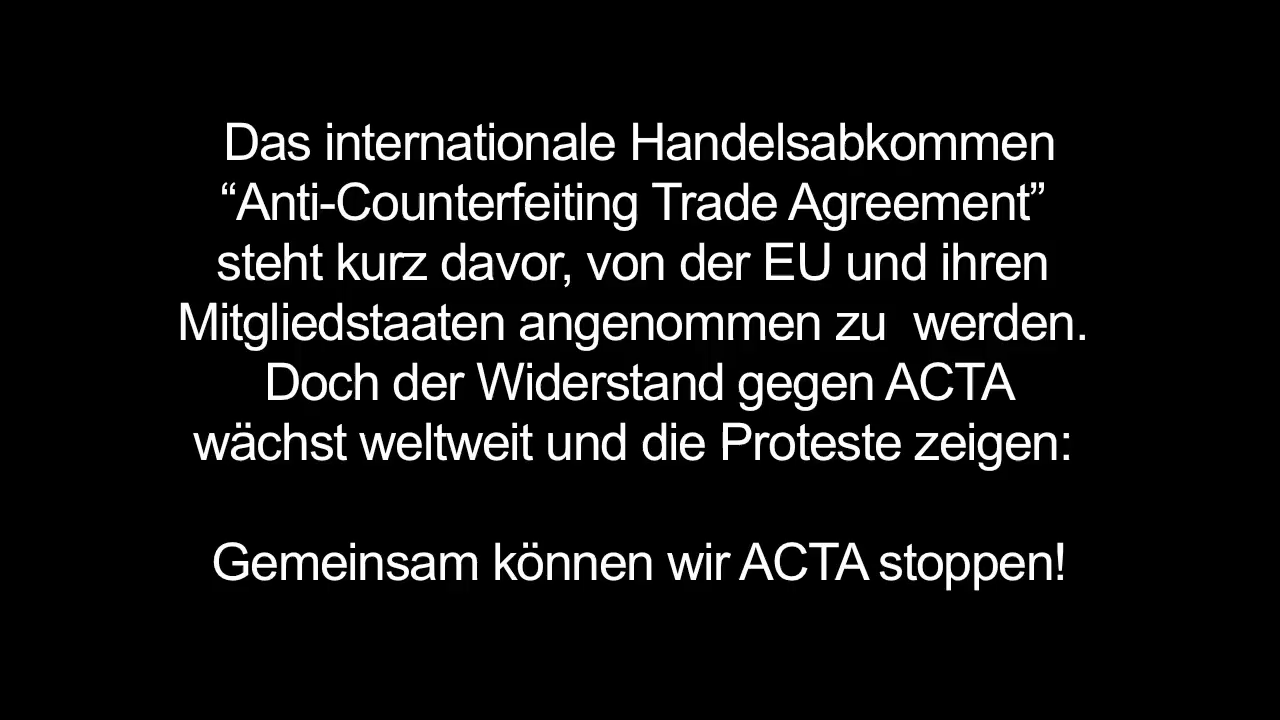 Das internationale Handelsabkommen
“Anti-Counterfeiting Trade Agreement”
steht kurz davor, von der EU und ihren
Mitgliedstaaten angenommen zu  werden.
Doch der Widerstand gegen ACTA
wächst weltweit und die Proteste zeigen:
Gemeinsam können wir ACTA stoppen!